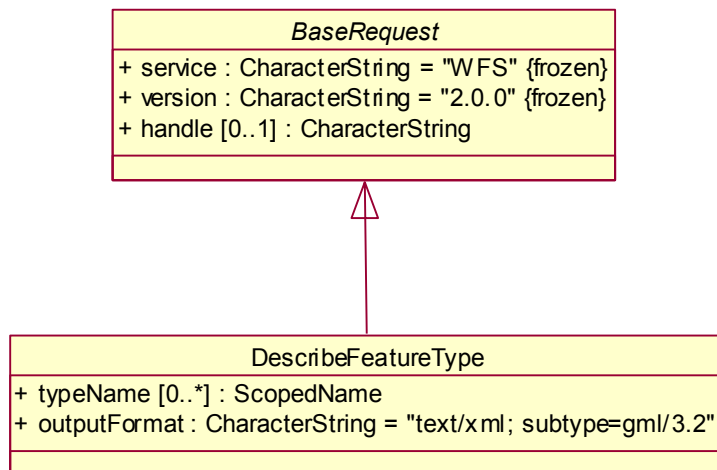 BaseRequest
+ service : CharacterString = "WFS" {frozen}
+ version : CharacterString = "2.0.0" {frozen}
+ handle [0..1] : CharacterString
DescribeFeatureType
+ typeName [0..*] : ScopedName
+ outputFormat : CharacterString = "text/xml; subtype=gml/3.2"